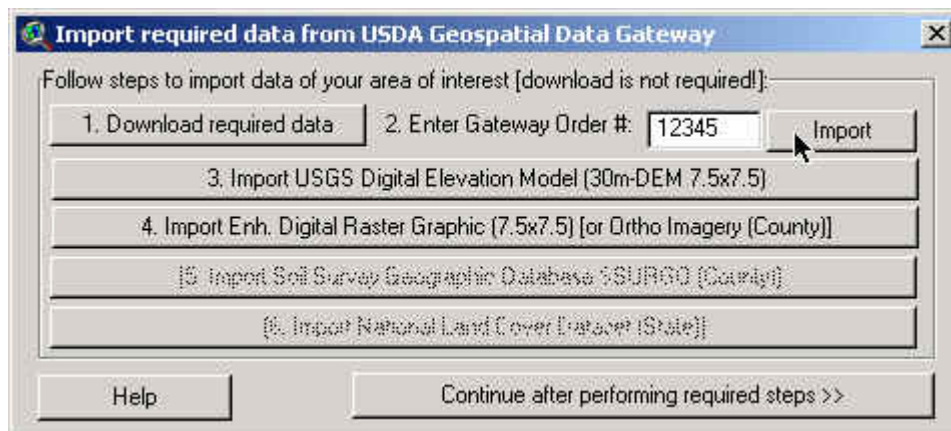 Import required data from USDA Geospatial Data Gateway
Follow steps to import data of your area of interest [download is not required!]:
1. Download required data
2. Enter Gateway Order #: 12345 Import
3. Import USGS Digital Elevation Model (30m-DEM 7.5x7.5)
4. Import Enh. Digital Raster Graphic (7.5x7.5) [or Ortho Imagery (County)]
[5. Import Soil Survey Geographic Database SSURGO (County)]
[6. Import National Land Cover Dataset (State)]
Help
Continue after performing required steps >>